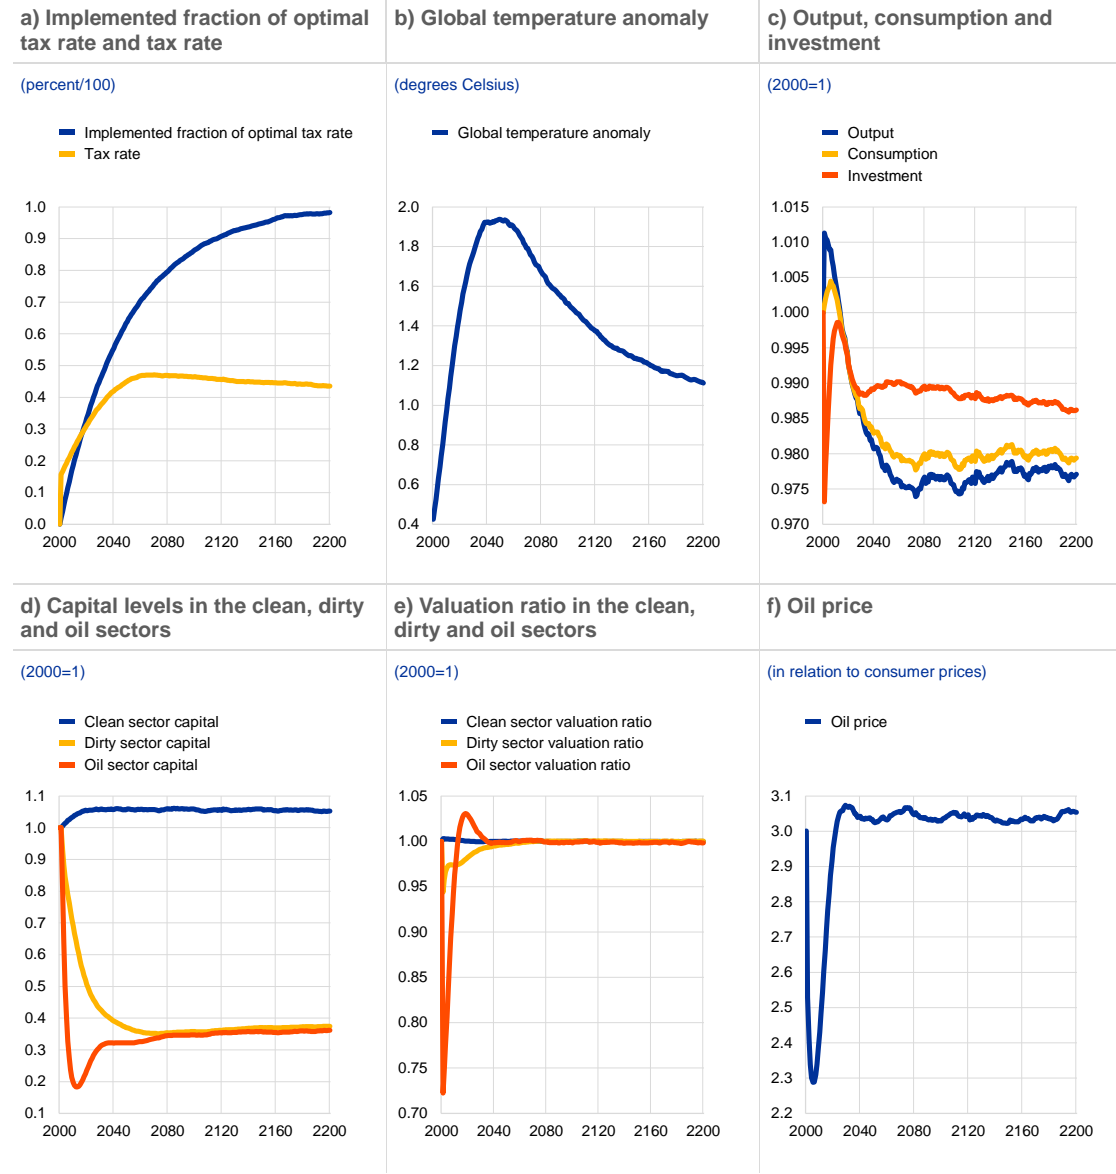 a) Implemented fraction of optimal
tax rate and tax rate
(percent/100)
Implemented fraction of optimal tax rate
Tax rate
1.0
0.9
0.8
0.7
0.6
0.5
0.4
0.3
0.2
0.1
0.0
2000 2040 2080 2120 2160 2200
b) Global temperature anomaly
(degrees Celsius)
Global temperature anomaly
2.0
1.8
1.6
1.4
1.2
1.0
0.8
0.6
0.4
2000 2040 2080 2120 2160 2200
c) Output, consumption and
investment
(2000=1)
Output
Consumption
Investment
1.015
1.010
1.005
1.000
0.995
0.990
0.985
0.980
0.975
0.970
2000 2040 2080 2120 2160 2200
d) Capital levels in the clean, dirty
and oil sectors
(2000=1)
Clean sector capital
Dirty sector capital
Oil sector capital
1.1
1.0
0.9
0.8
0.7
0.6
0.5
0.4
0.3
0.2
0.1
2000 2040 2080 2120 2160 2200
e) Valuation ratio in the clean,
dirty and oil sectors
(2000=1)
Clean sector valuation ratio
Dirty sector valuation ratio
Oil sector valuation ratio
1.05
1.00
0.95
0.90
0.85
0.80
0.75
0.70
2000 2040 2080 2120 2160 2200
f) Oil price
(in relation to consumer prices)
Oil price
3.1
3.0
2.9
2.8
2.7
2.6
2.5
2.4
2.3
2.2
2000 2040 2080 2120 2160 2200